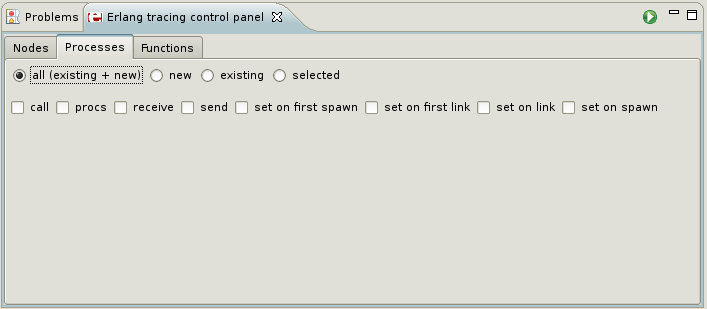 Problems Erlang tracing control panel
Nodes Processes Functions
all (existing + new) new existing selected
call procs receive send set on first spawn set on first link set on link set on spawn